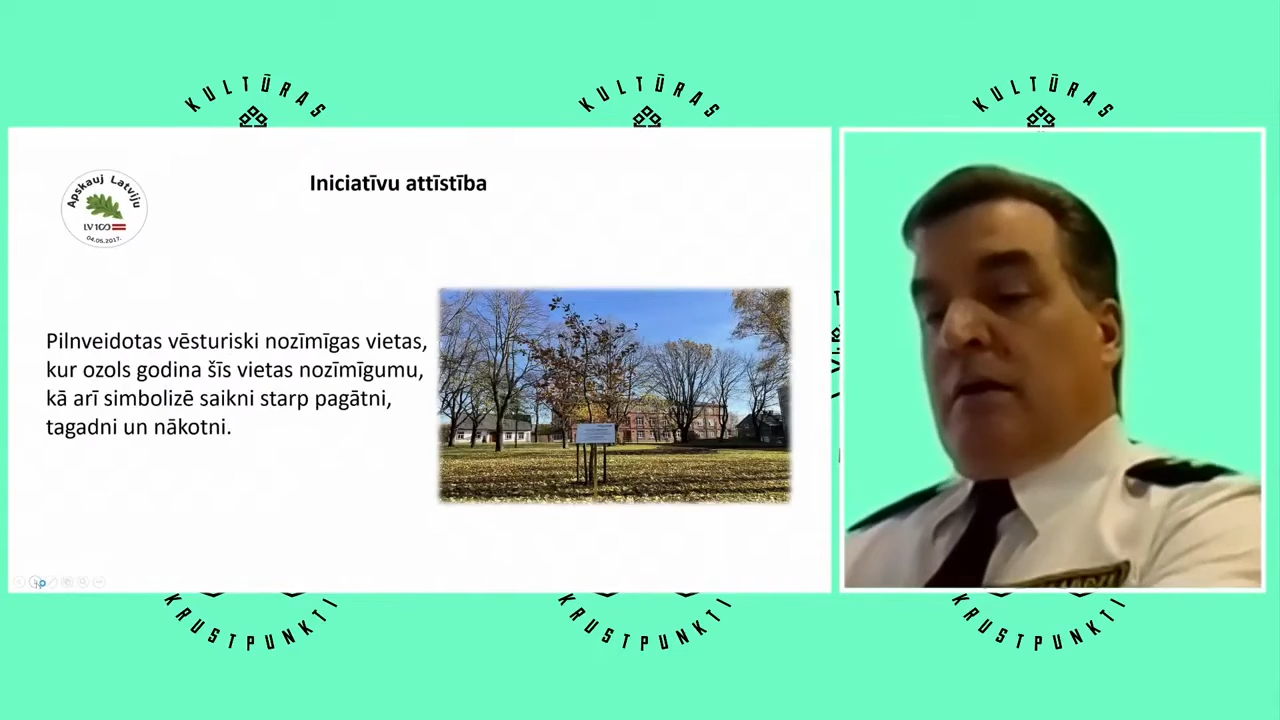 KULTŪRAS
KULTŪRAS
KULTŪRAS
Iniciatīvu attīstība
Apskauj Latviju
LV100
04.05.2017.
Pilnveidotas vēsturiski nozīmīgas vietas,
kur ozols godina šīs vietas nozīmīgumu,
kā arī simbolizē saikni starp pagātni,
tagadni un nākotni.
KRUSTPUNKTI
KRUSTPUNKTI
KRUSTPUNKTI